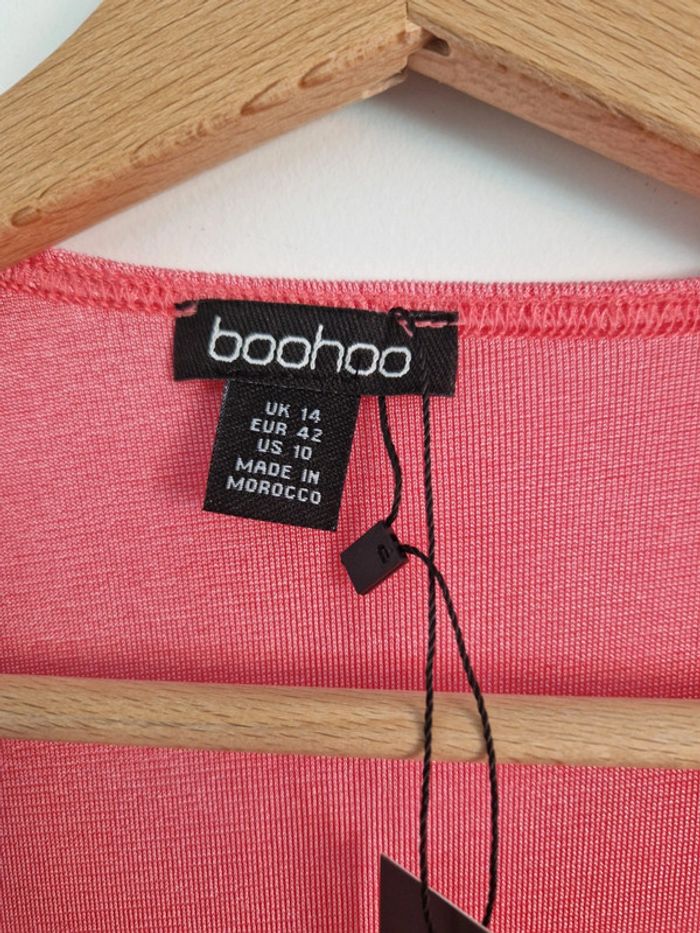 boohoo
UK 14
EUR 42
US 10
MADE IN
MOROCCO